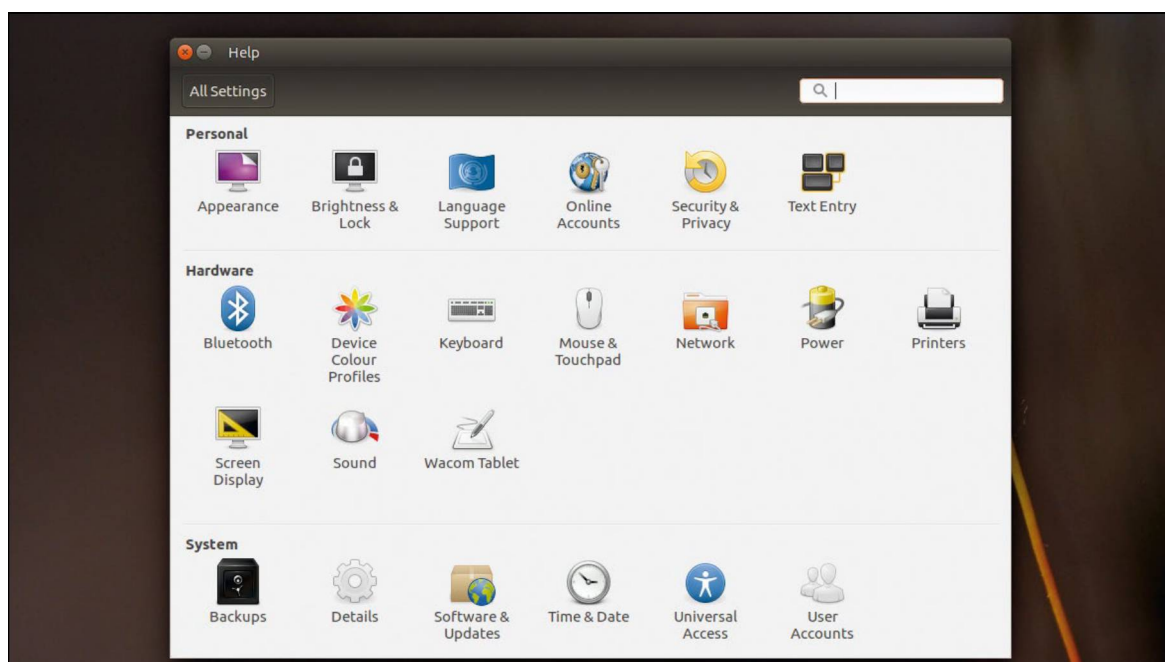 Help
All Settings
Personal
Appearance
Brightness &
Lock
Language
Support
Online
Accounts
Security &
Privacy
Text Entry
Hardware
Bluetooth
Device
Colour
Profiles
Keyboard
Mouse &
Touchpad
Network
Power
Printers
Screen
Display
Sound
Wacom Tablet
System
Backups
Details
Software &
Updates
Time & Date
Universal
Access
User
Accounts